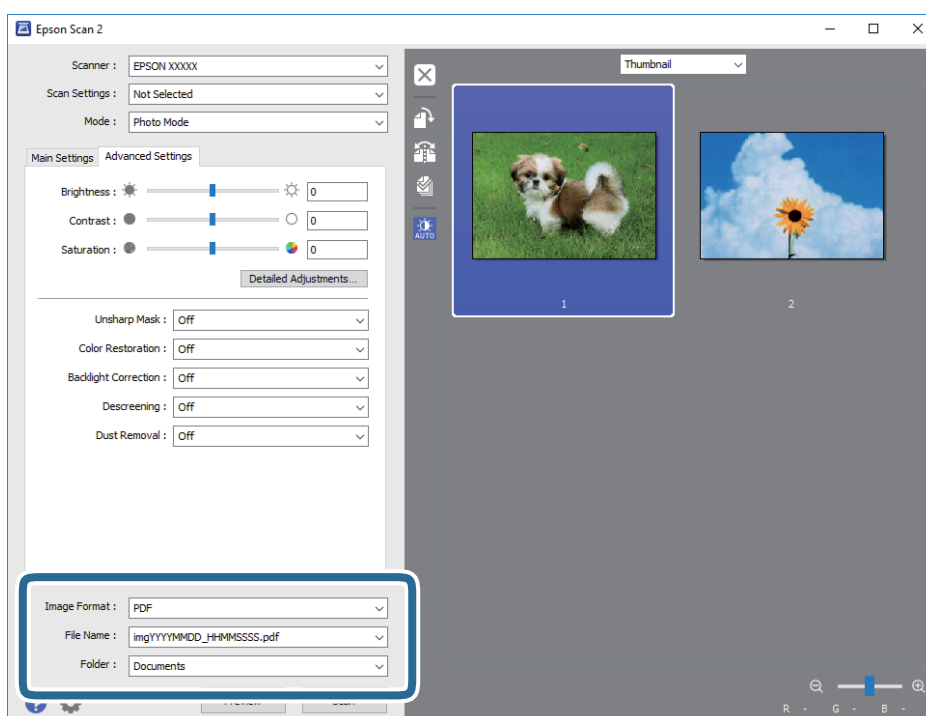 Epson Scan 2
Scanner : EPSON XXXXX
Scan Settings : Not Selected
Mode : Photo Mode
Main Settings Advanced Settings
Brightness : 0
Contrast : 0
Saturation : 0
Detailed Adjustments...
Unsharp Mask : Off
Color Restoration : Off
Backlight Correction : Off
Descreening : Off
Dust Removal : Off
Image Format : PDF
File Name : imgYYYYMMDD_HHMMSSSS.pdf
Folder : Documents
Preview Scan
Thumbnail
AUTO
1 2
R - G - B -